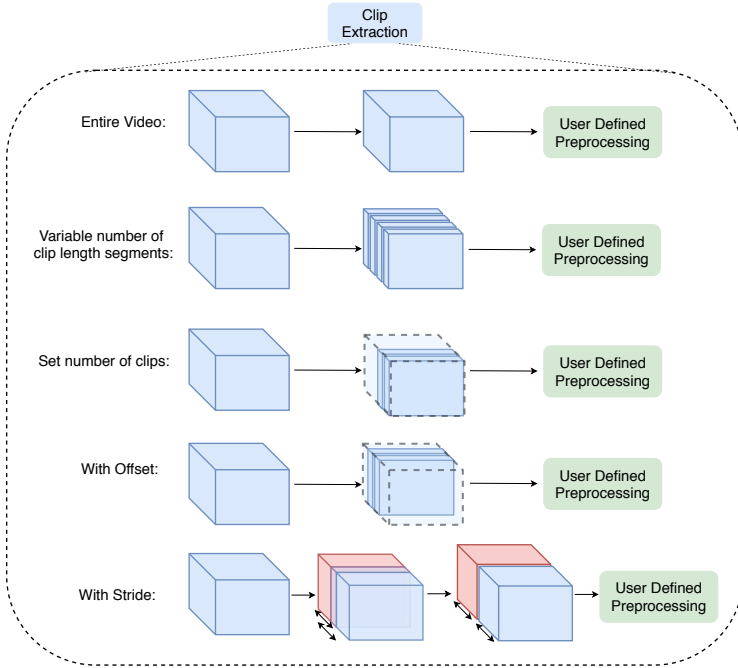 Clip
Extraction
Entire Video:
User Defined
Preprocessing
Variable number of
clip length segments:
User Defined
Preprocessing
Set number of clips:
User Defined
Preprocessing
With Offset:
User Defined
Preprocessing
With Stride:
User Defined
Preprocessing